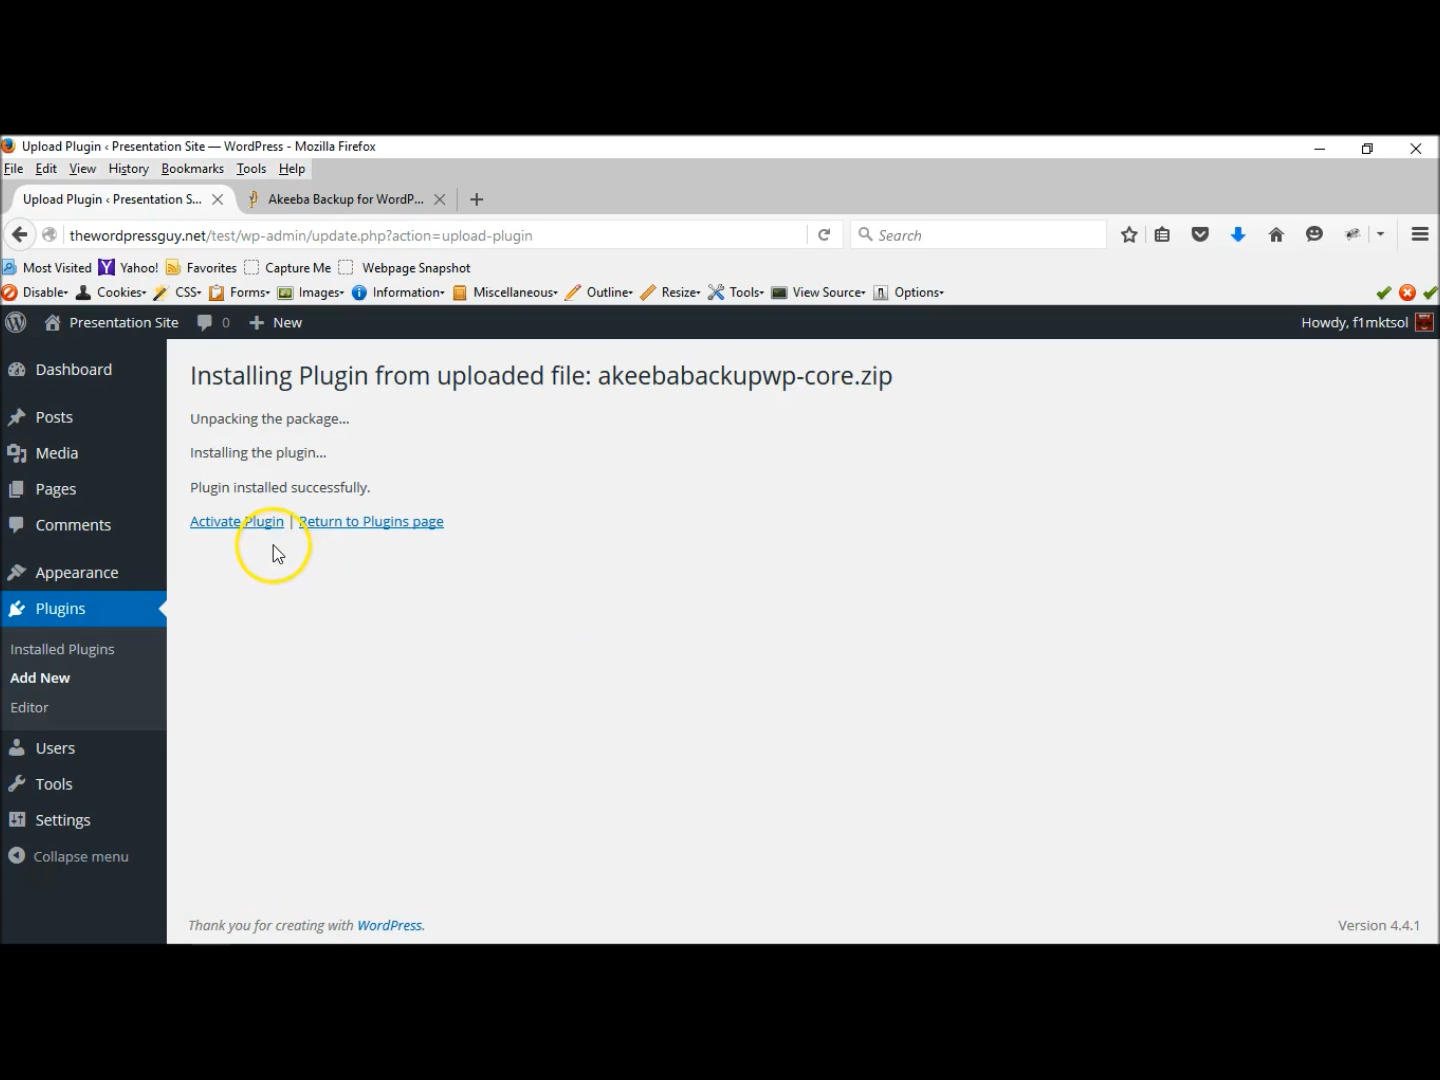 Upload Plugin ‹ Presentation Site — WordPress - Mozilla Firefox
File Edit View History Bookmarks Tools Help
Upload Plugin ‹ Presentation S... Akeeba Backup for WordP...
thewordpressguy.net/test/wp-admin/update.php?action=upload-plugin Search
Most Visited Yahoo! Favorites Capture Me Webpage Snapshot
Disable Cookies CSS Forms Images Information Miscellaneous Outline Resize Tools View Source Options
Presentation Site 0 New Howdy, f1mktsol
Dashboard
Posts
Media
Pages
Comments
Appearance
Plugins
Installed Plugins
Add New
Editor
Users
Tools
Settings
Collapse menu
Installing Plugin from uploaded file: akeebabackupwp-core.zip
Unpacking the package...
Installing the plugin...
Plugin installed successfully.
Activate Plugin | Return to Plugins page
Thank you for creating with WordPress.
Version 4.4.1